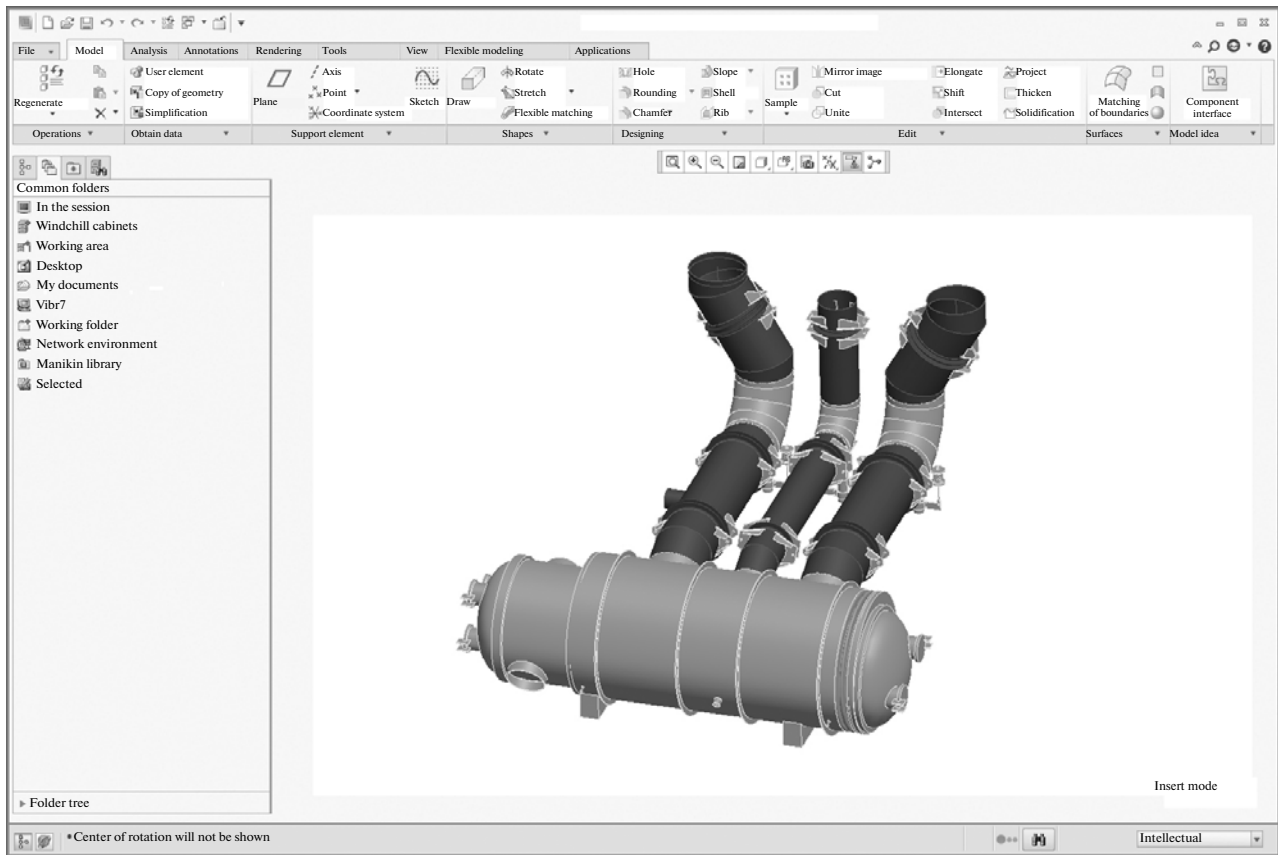 File Model Analysis Annotations Rendering Tools View Flexible modeling Applications
Regenerate
User element
Copy of geometry
Simplification
Plane
Axis
Point
Coordinate system
Sketch
Draw
Rotate
Stretch
Flexible matching
Hole
Rounding
Chamfer
Slope
Shell
Rib
Sample
Mirror image
Cut
Unite
Elongate
Shift
Intersect
Project
Thicken
Solidification
Matching
of boundaries
Component
interface
Operations Obtain data Support element Shapes Designing Edit Surfaces Model idea
Common folders
In the session
Windchill cabinets
Working area
Desktop
My documents
Vibr7
Working folder
Network environment
Manikin library
Selected
Insert mode
Folder tree
•Center of rotation will not be shown
Intellectual